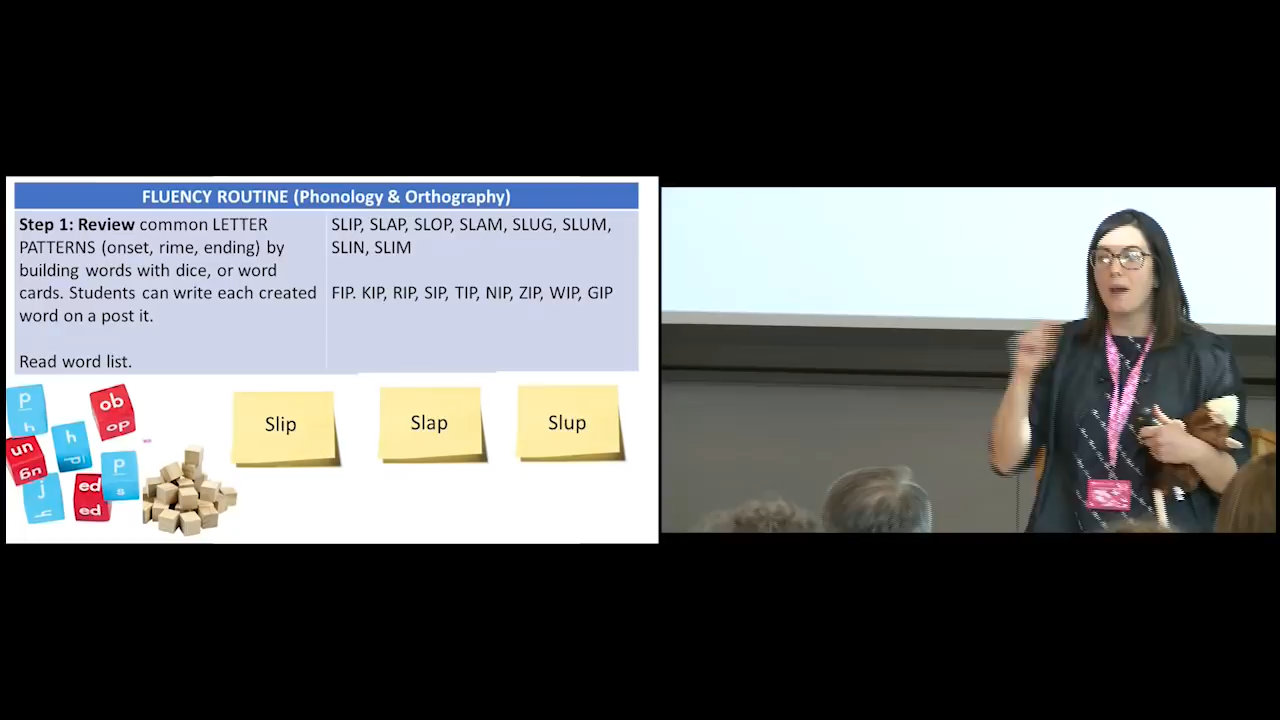 FLUENCY ROUTINE (Phonology & Orthography)
Step 1: Review common LETTER
PATTERNS (onset, rime, ending) by
building words with dice, or word
cards. Students can write each created
word on a post it.
Read word list.
SLIP, SLAP, SLOP, SLAM, SLUG, SLUM,
SLIN, SLIM
FIP. KIP, RIP, SIP, TIP, NIP, ZIP, WIP, GIP
p
h
ob
op
un
ug
h
ip
p
s
j
ed
ed
Slip
Slap
Slup